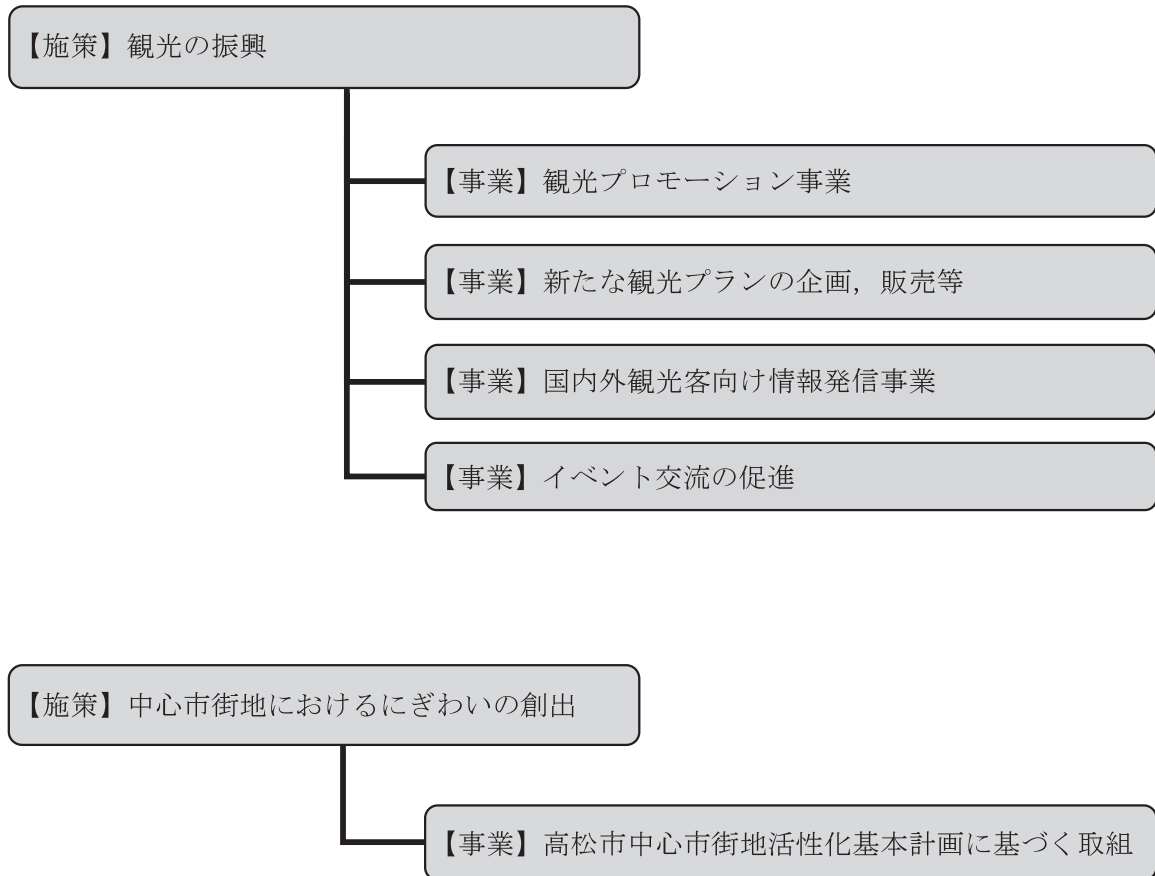 【施策】観光の振興
【事業】観光プロモーション事業
【事業】新たな観光プランの企画，販売等
【事業】国内外観光客向け情報発信事業
【事業】イベント交流の促進
【施策】中心市街地におけるにぎわいの創出
【事業】高松市中心市街地活性化基本計画に基づく取組